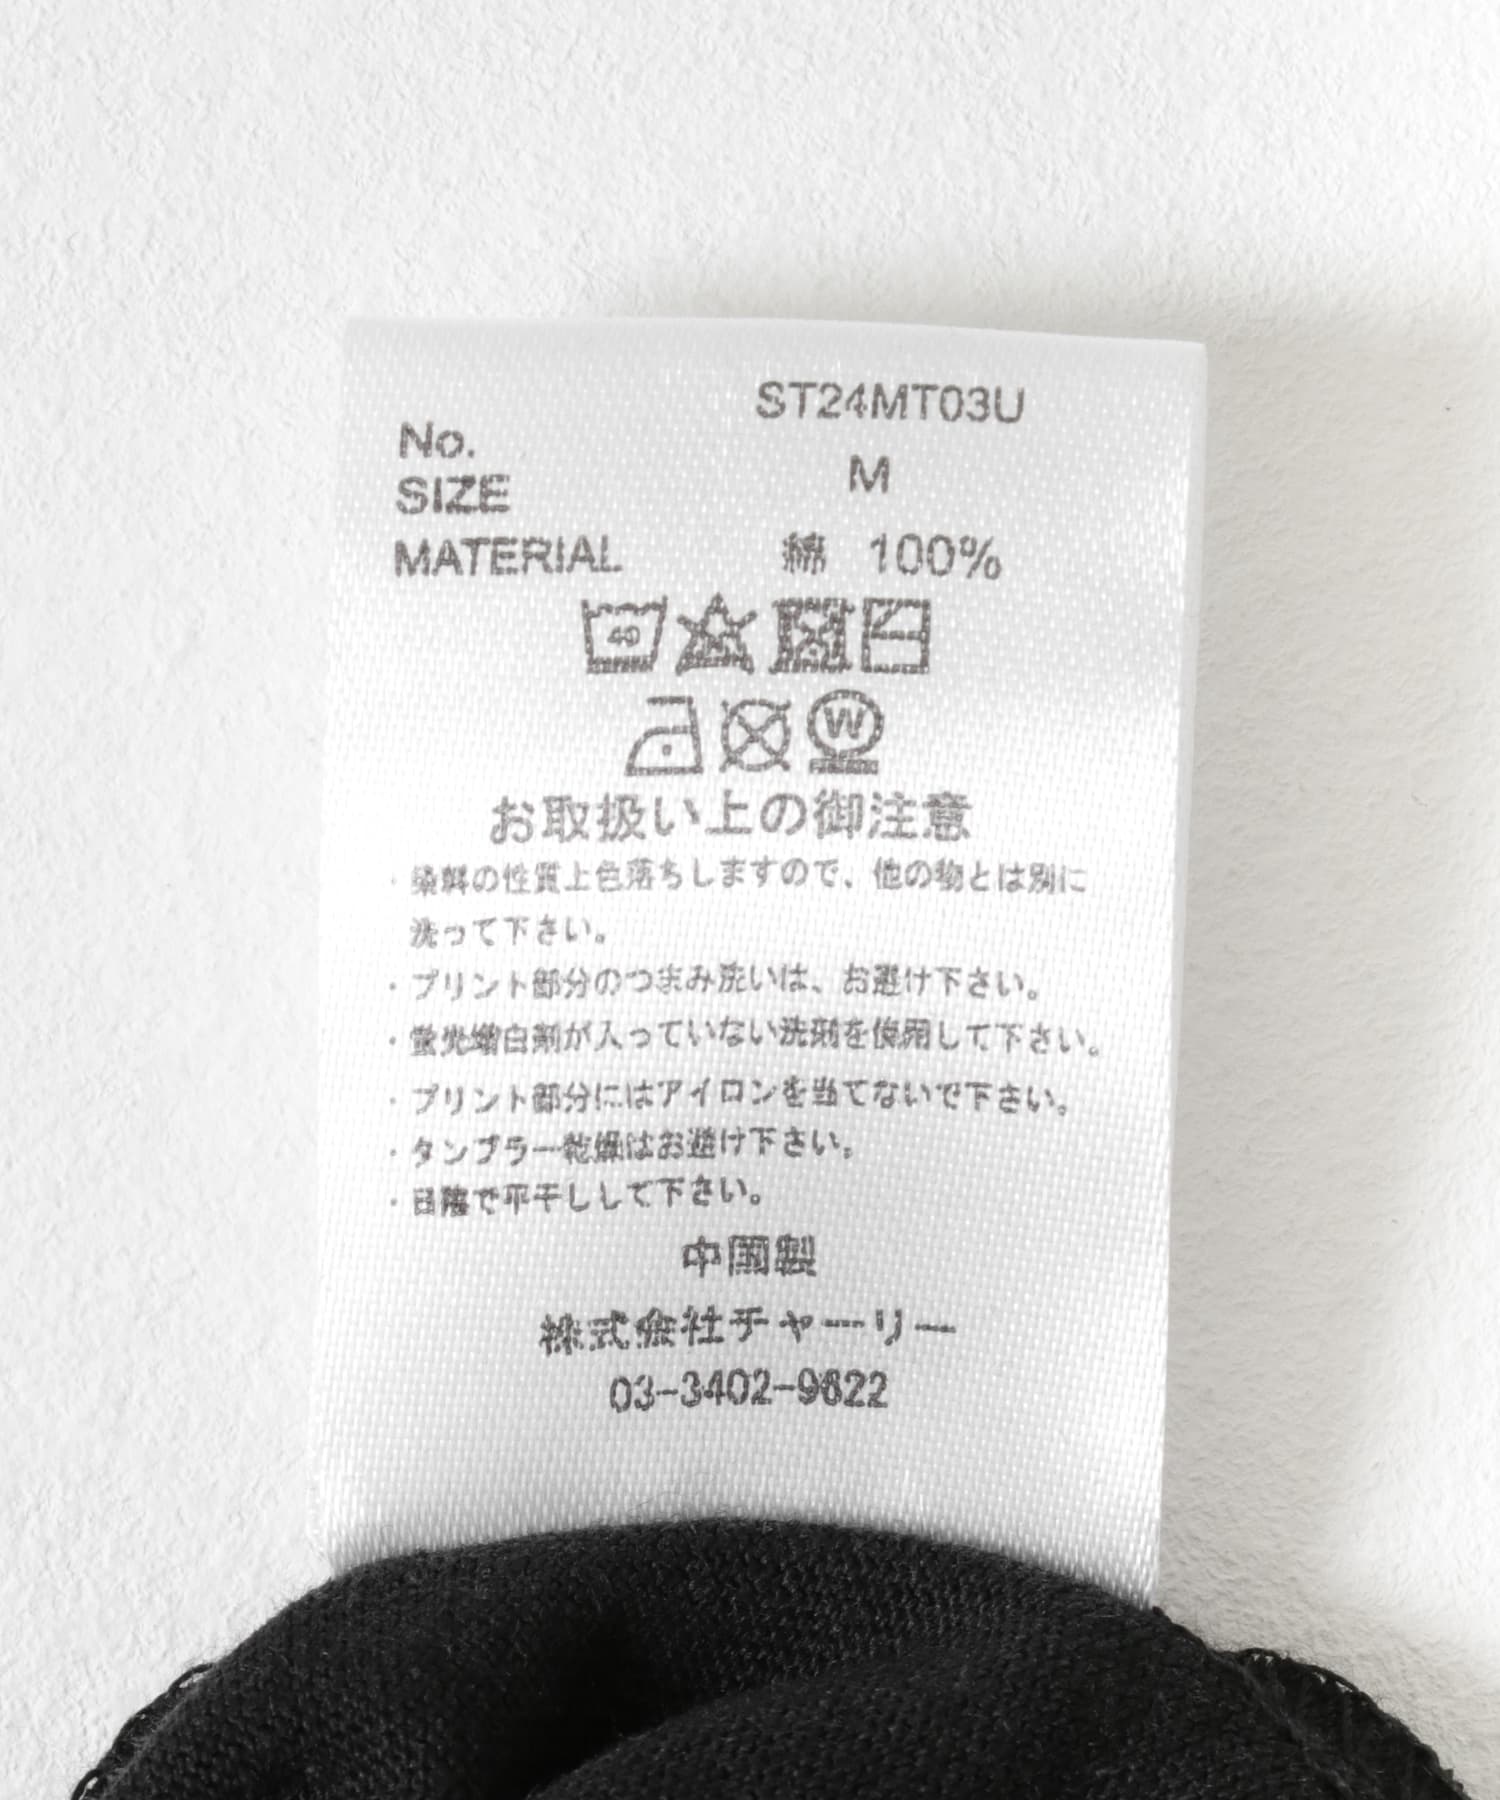 No. ST24MT03U
SIZE M
MATERIAL 綿 100%
40
W
お取扱い上の御注意
・染料の性質上色落ちしますので、他の物とは別に
洗って下さい。
・プリント部分のつまみ洗いは、お避け下さい。
・蛍光増白剤が入っていない洗剤を使用して下さい。
・プリント部分にはアイロンを当てないで下さい。
・タンブラー乾燥はお避け下さい。
・日陰で平干しして下さい。
中国製
株式会社チャーリー
03-3402-9622